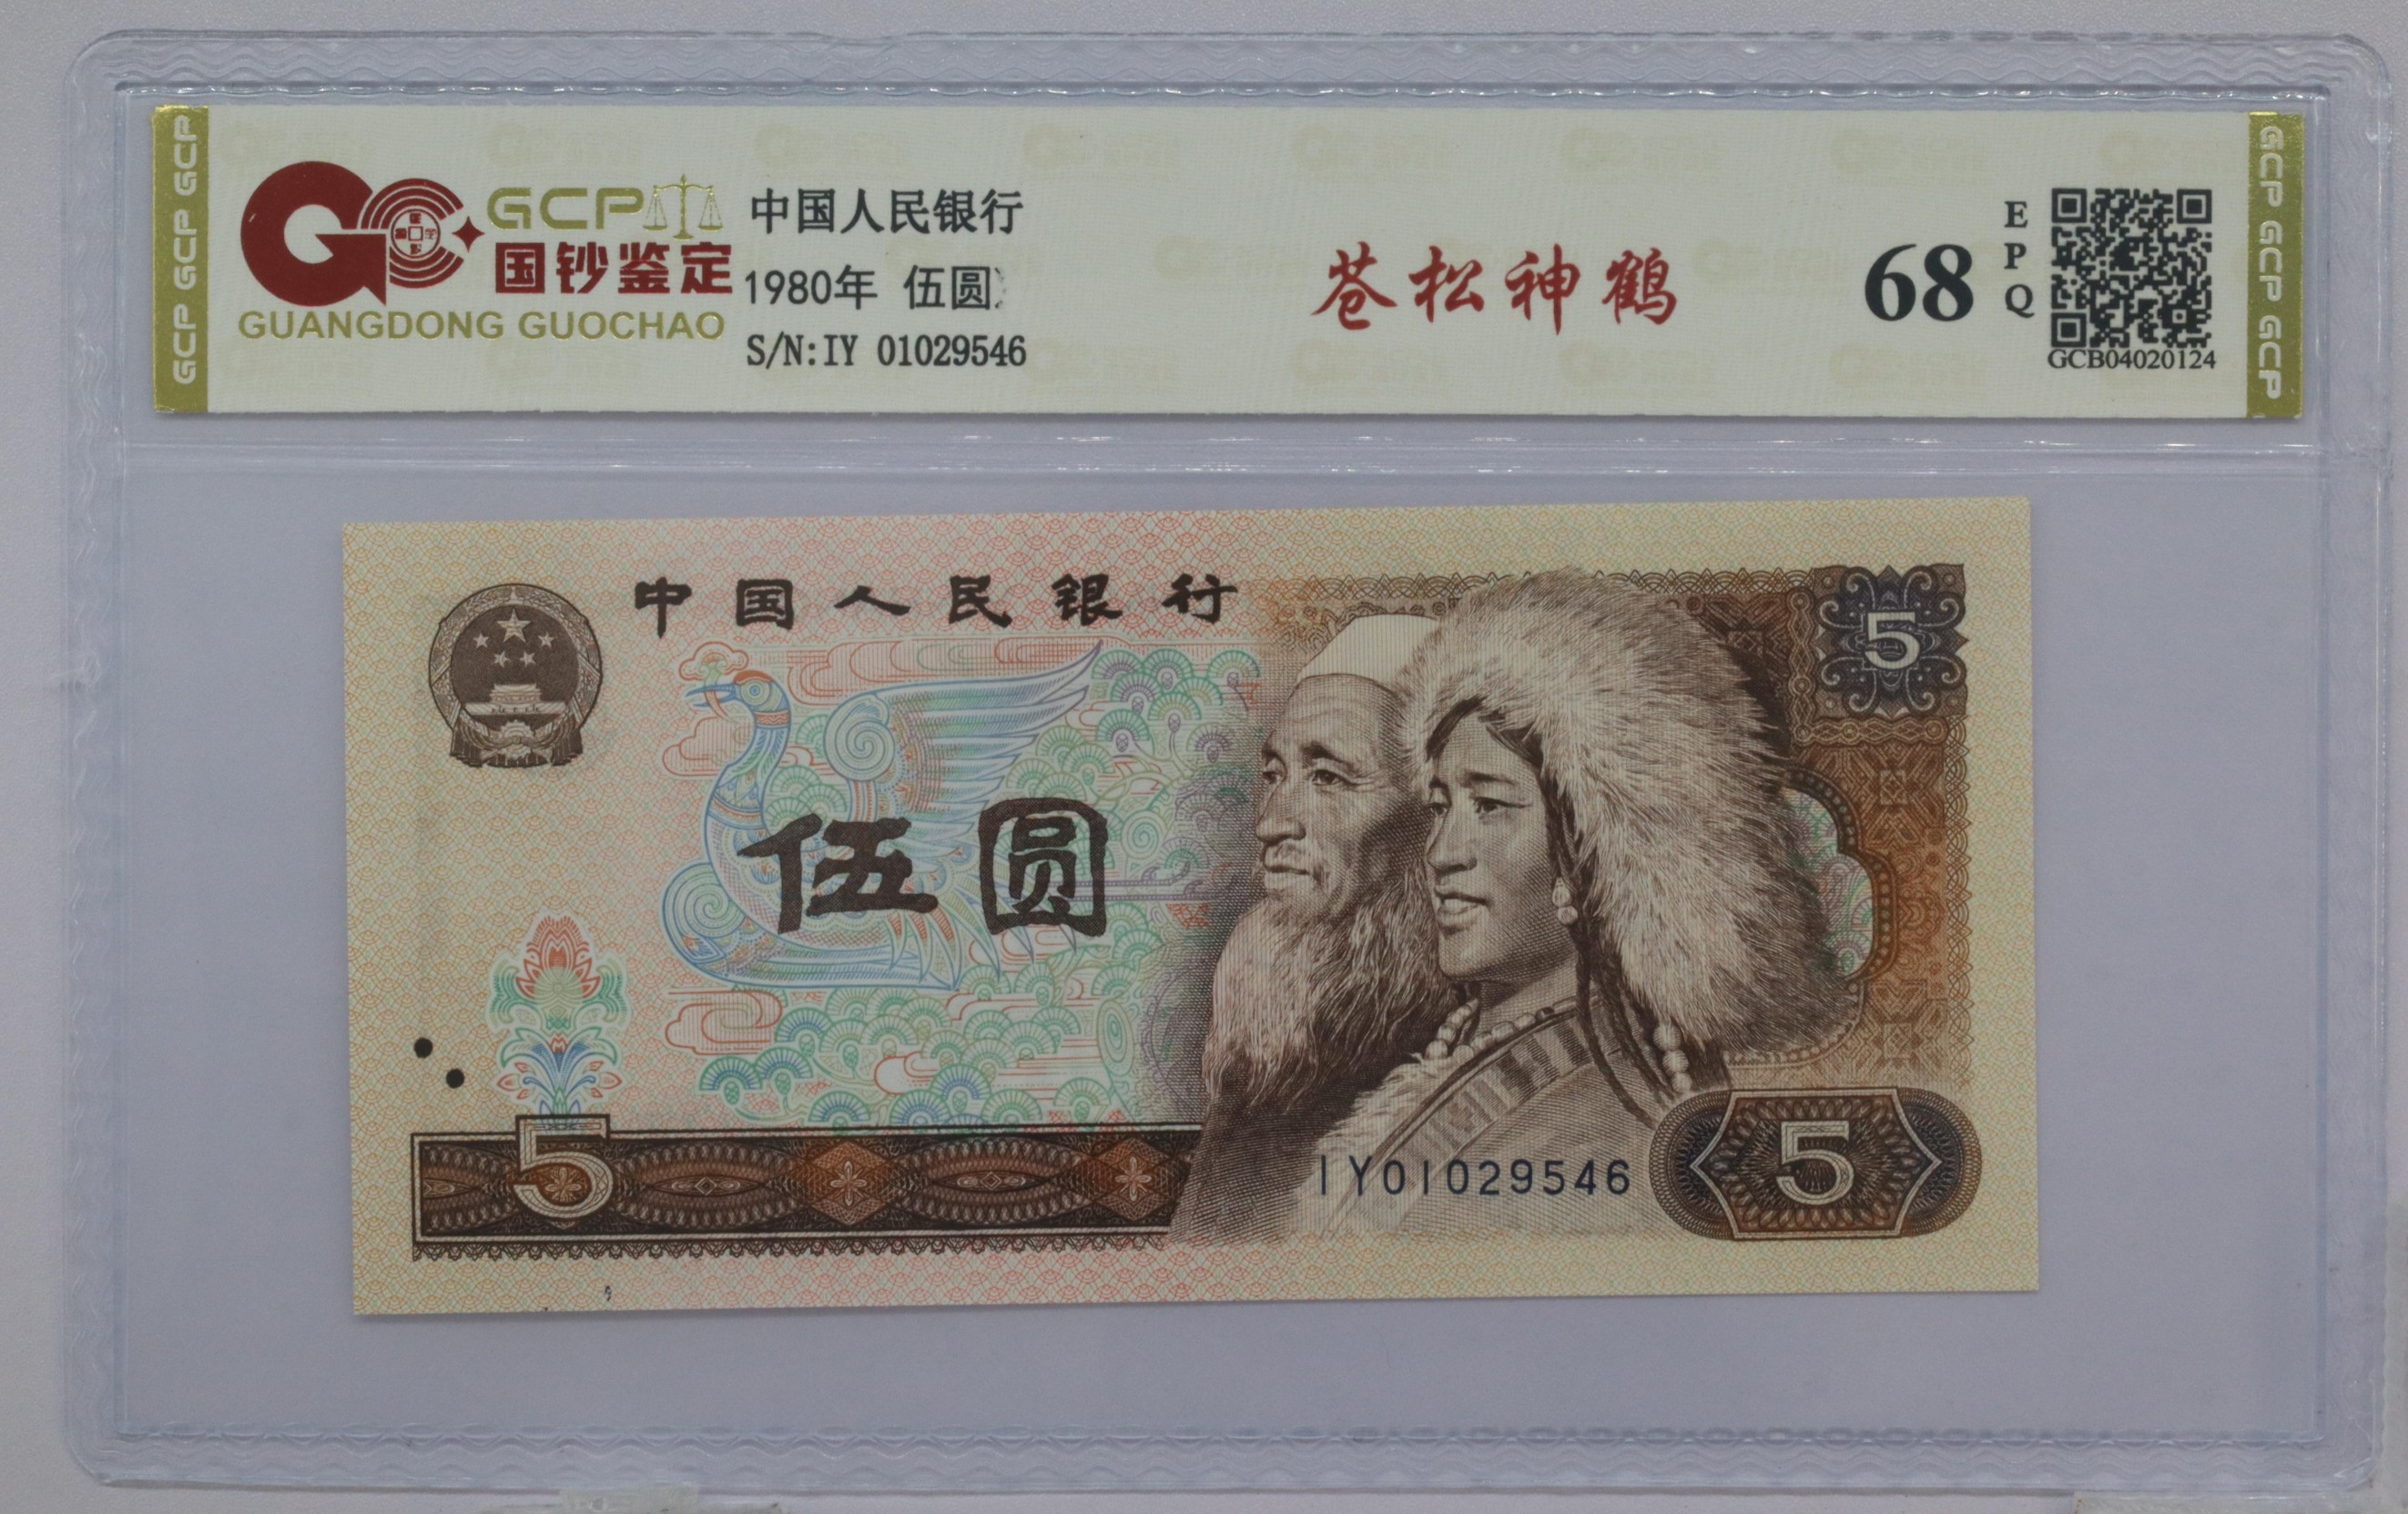 GCP GCP GCP
GCP
国钞鉴定
GUANGDONG GUOCHAO
中国人民银行
1980年 伍圆
S/N:IY 01029546
苍松神鹤
68
EPQ
GCB04020124
GCP GCP GCP
中国人民银行
5
伍圆
5
IY01029546
5